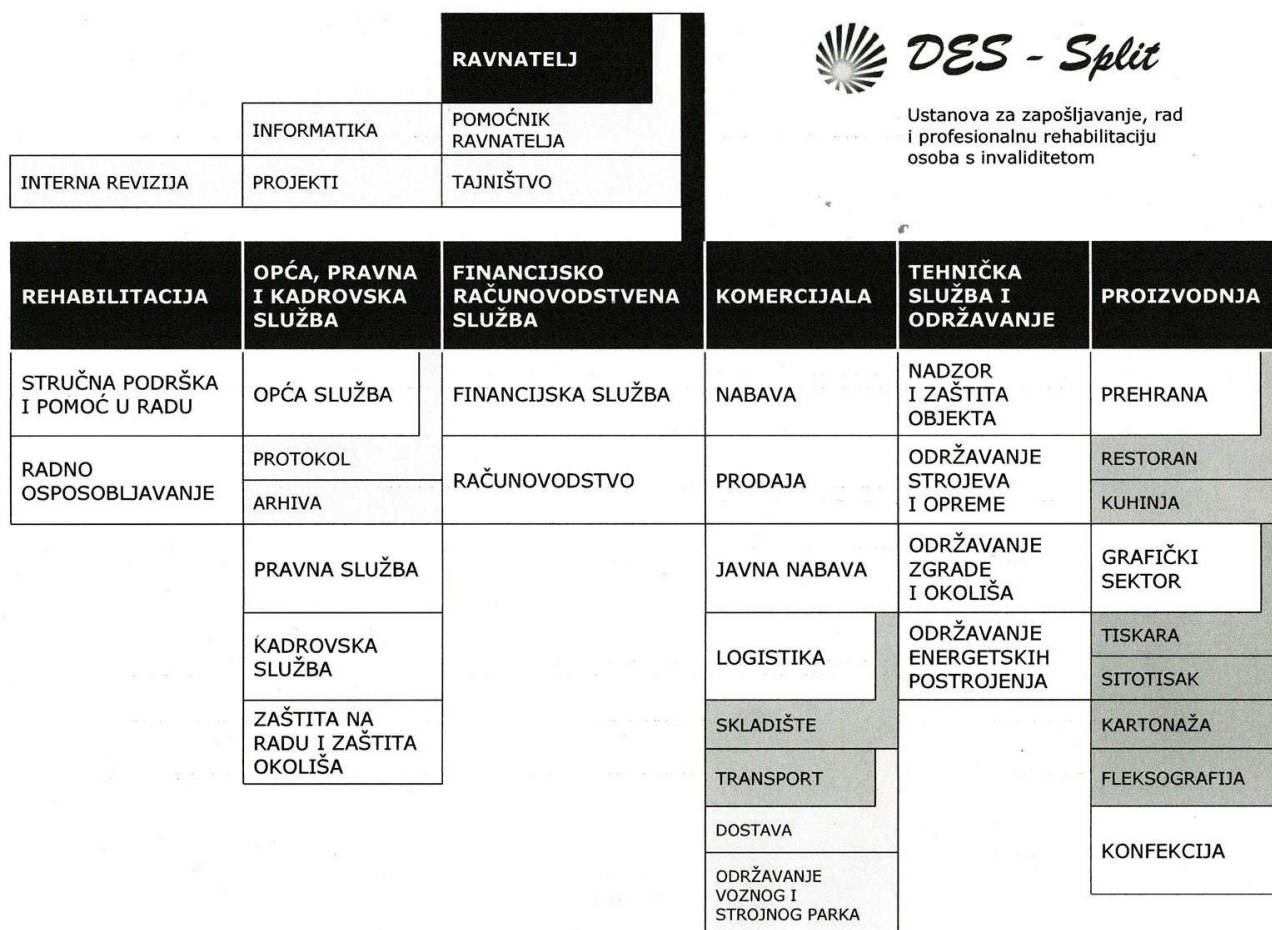 RAVNATELJ
DES - Split
Ustanova za zapošljavanje, rad
i profesionalnu rehabilitaciju
osoba s invaliditetom
INFORMATIKA
POMOĆNIK
RAVNATELJA
INTERNA REVIZIJA
PROJEKTI
TAJNIŠTVO
REHABILITACIJA
STRUČNA PODRŠKA
I POMOĆ U RADU
RADNO
OSPOSOBLJAVANJE
OPĆA, PRAVNA
I KADROVSKA
SLUŽBA
OPĆA SLUŽBA
PROTOKOL
ARHIVA
PRAVNA SLUŽBA
KADROVSKA
SLUŽBA
ZAŠTITA NA
RADU I ZAŠTITA
OKOLIŠA
FINANCIJSKO
RAČUNOVODSTVENA
SLUŽBA
FINANCIJSKA SLUŽBA
RAČUNOVODSTVO
KOMERCIJALA
NABAVA
PRODAJA
JAVNA NABAVA
LOGISTIKA
SKLADIŠTE
TRANSPORT
DOSTAVA
ODRŽAVANJE
VOZNOG I
STROJNOG PARKA
TEHNIČKA
SLUŽBA I
ODRŽAVANJE
NADZOR
I ZAŠTITA
OBJEKTA
ODRŽAVANJE
STROJEVA
I OPREME
ODRŽAVANJE
ZGRADE
I OKOLIŠA
ODRŽAVANJE
ENERGETSKIH
POSTROJENJA
PROIZVODNJA
PREHRANA
RESTORAN
KUHINJA
GRAFIČKI
SEKTOR
TISKARA
SITOTISAK
KARTONAŽA
FLEKSOGRAFIJA
KONFEKCIJA